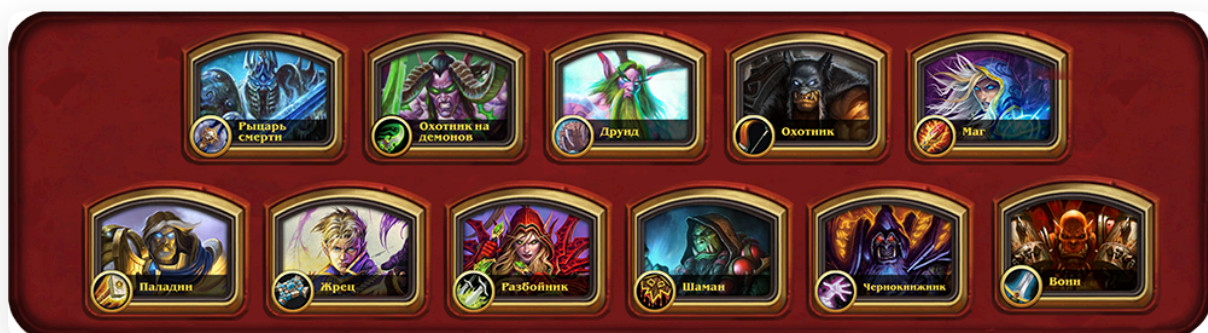 Рыцарь
смерти
Охотник на
демонов
Друид
Охотник
Маг
Паладин
Жрец
Разбойник
Шаман
Чернокнижник
Воин